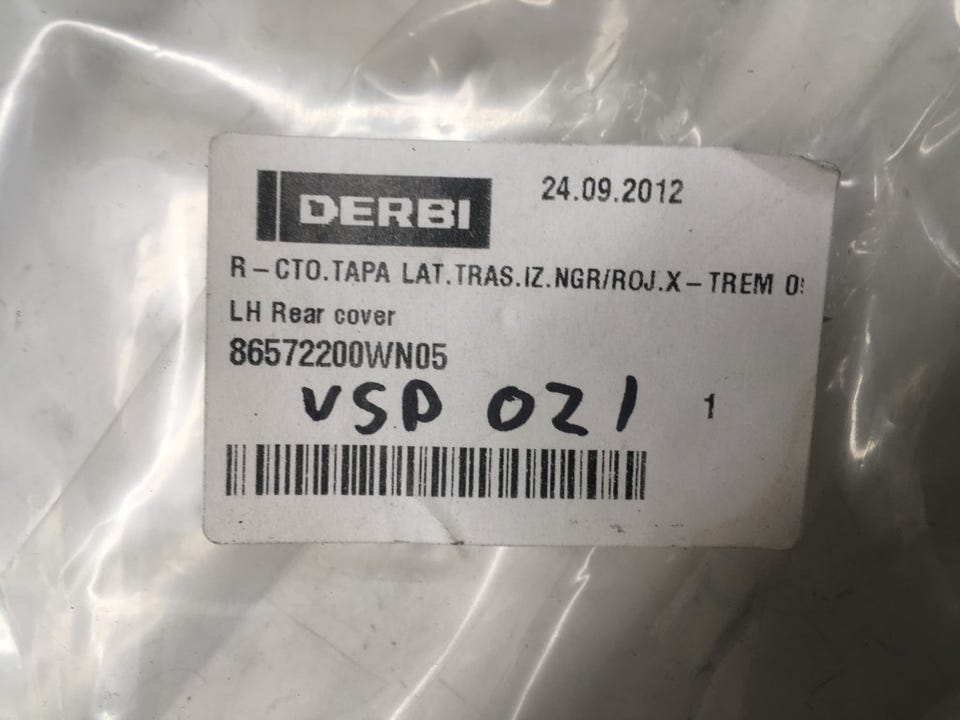 DERBI
24.09.2012
R-CTO.TAPA LAT.TRAS.IZ.NGR/ROJ.X-TREM
LH Rear cover
86572200WN05
VSP 021
1